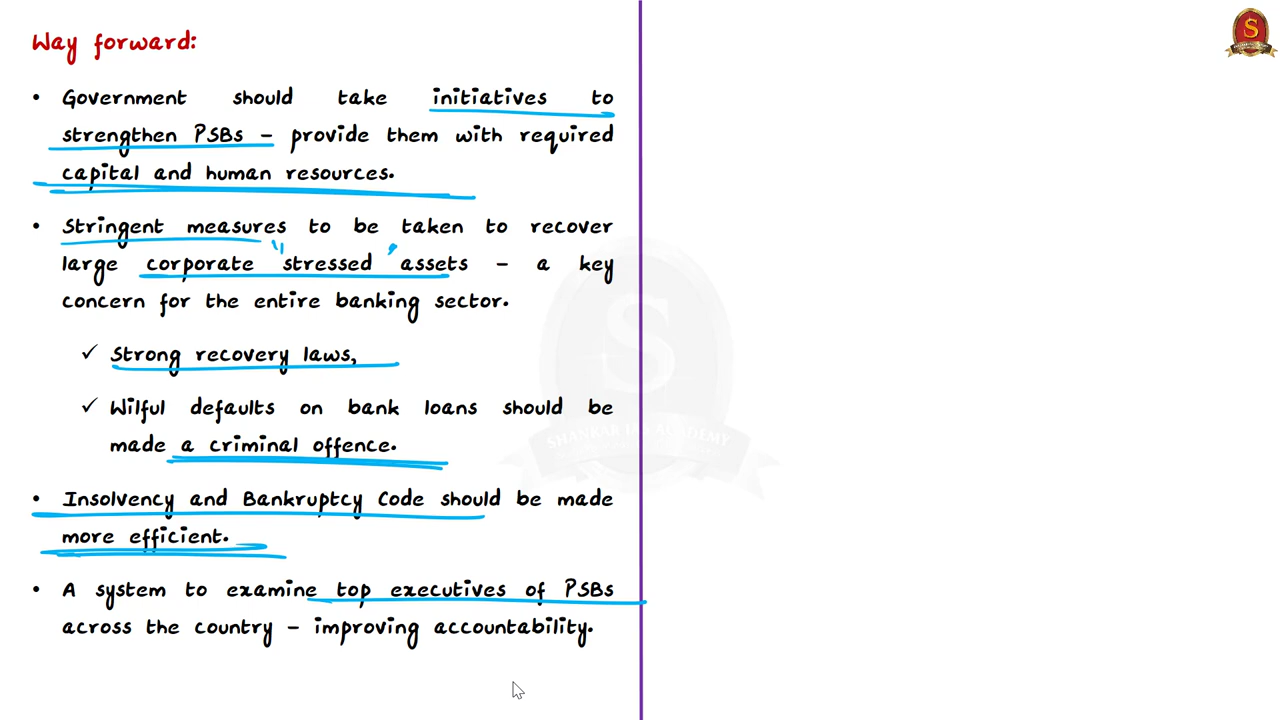 Way forward:
• Government should take initiatives to
strengthen PSBs – provide them with required
capital and human resources.
• Stringent measures to be taken to recover
large corporate "stressed" assets – a key
concern for the entire banking sector.
✓ Strong recovery laws,
✓ Wilful defaults on bank loans should be
made a criminal offence.
• Insolvency and Bankruptcy Code should be made
more efficient.
• A system to examine top executives of PSBs
across the country – improving accountability.
S
SHANKAR IAS ACADEMY
S